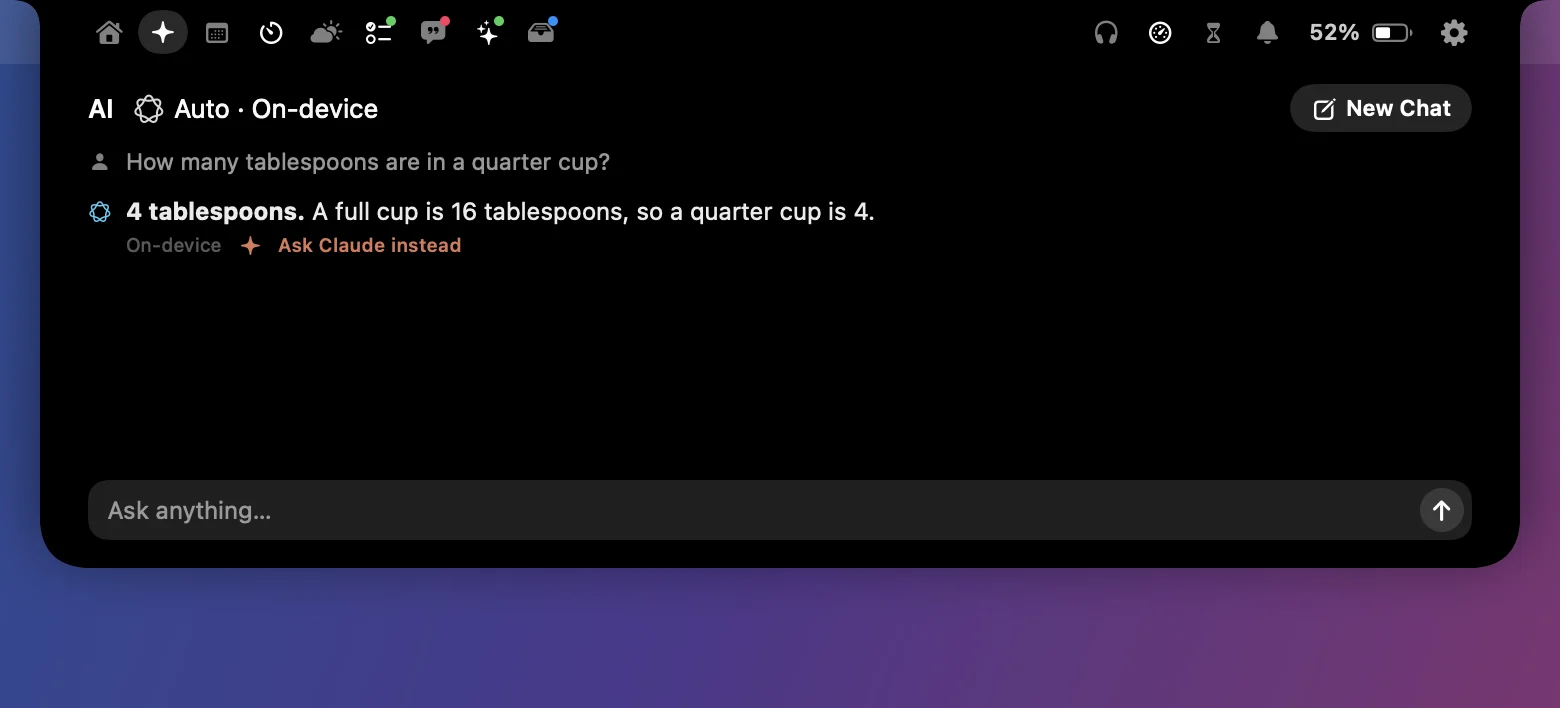 52%
AI Auto · On-device
New Chat
How many tablespoons are in a quarter cup?
4 tablespoons. A full cup is 16 tablespoons, so a quarter cup is 4.
On-device Ask Claude instead
Ask anything...